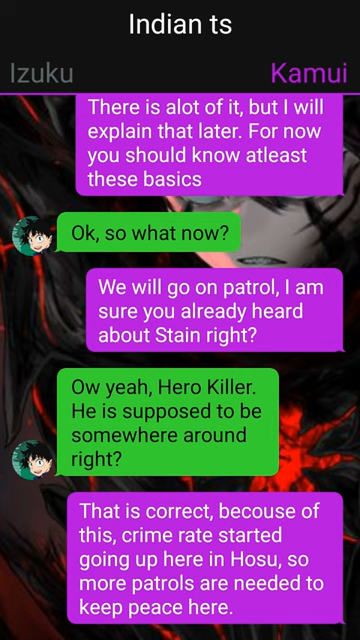 Indian ts
Izuku
Kamui
There is alot of it, but I will
explain that later. For now
you should know atleast
these basics
Ok, so what now?
We will go on patrol, I am
sure you already heard
about Stain right?
Ow yeah, Hero Killer.
He is supposed to be
somewhere around
right?
That is correct, becouse of
this, crime rate started
going up here in Hosu, so
more patrols are needed to
keep peace here.